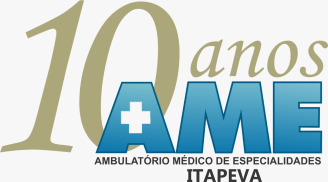 10 anos
AME
AMBULATÓRIO MÉDICO DE ESPECIALIDADES
ITAPEVA